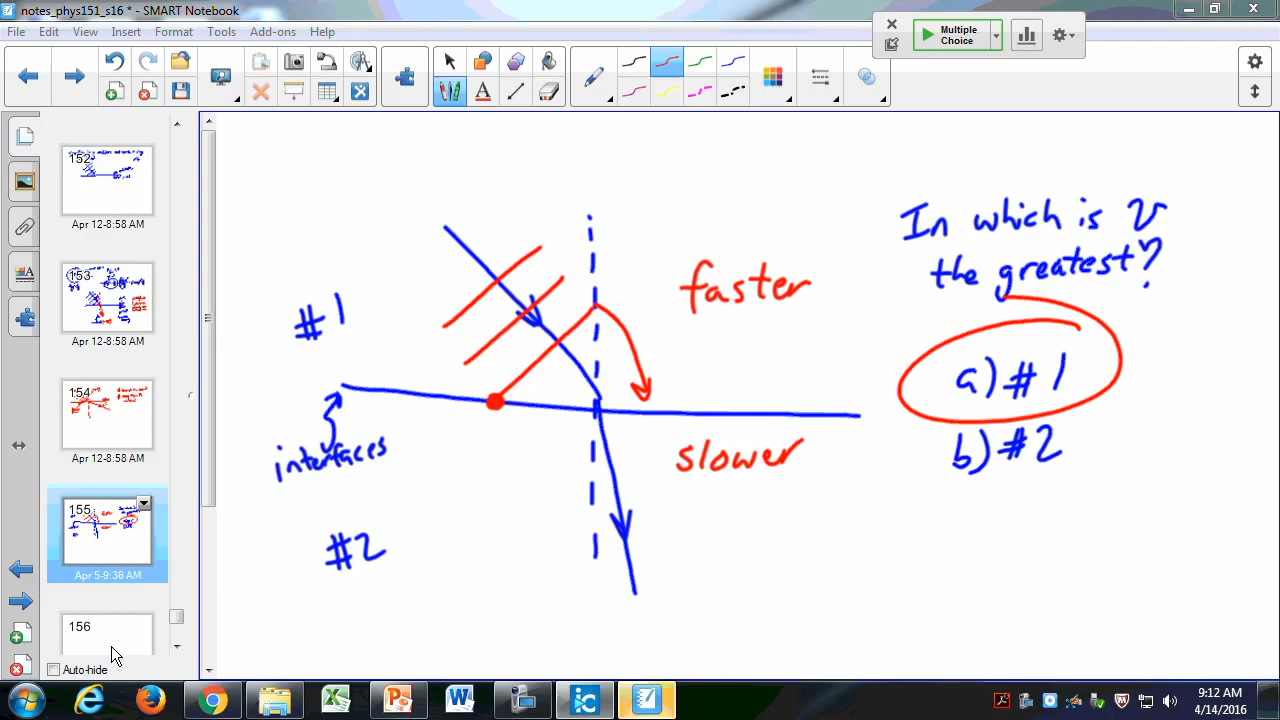 notes_phys151_s16 * - SMART Notebook
File Edit View Insert Format Tools Add-ons Help
Multiple
Choice
152
Apr 12-8:58 AM
153
Apr 12-8:58 AM
154
Apr 12-8:58 AM
155
Apr 5-9:36 AM
156
Auto-hide
#1
interfaces
#2
faster
slower
In which is v
the greatest?
a) #1
b) #2
9:12 AM
4/14/2016